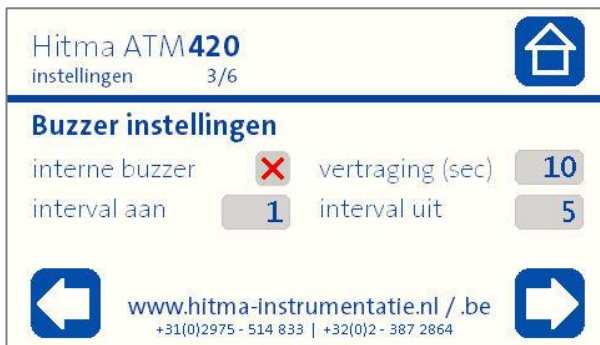 Hitma ATM420
instellingen 3/6
Buzzer instellingen
interne buzzer vertraging (sec) 10
interval aan 1 interval uit 5
www.hitma-instrumentatie.nl / .be
+31(0)2975 - 514 833 | +32(0)2 - 387 2864